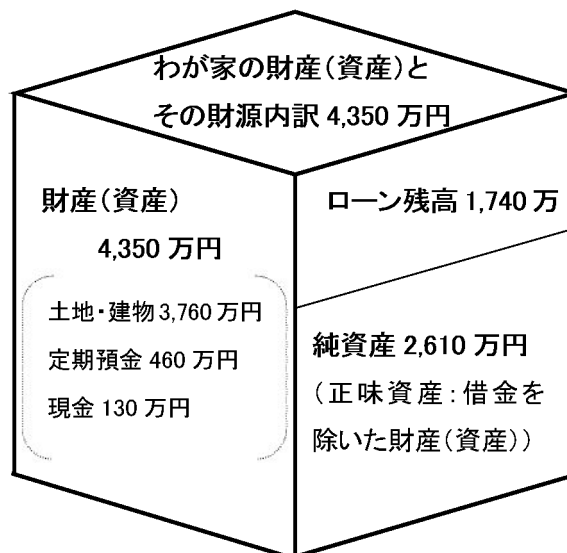 わが家の財産(資産)と
その財源内訳 4,350 万円
財産(資産)
4,350 万円
土地・建物 3,760 万円
定期預金 460 万円
現金 130 万円
ローン残高 1,740 万
純資産 2,610 万円
(正味資産:借金を
除いた財産(資産))